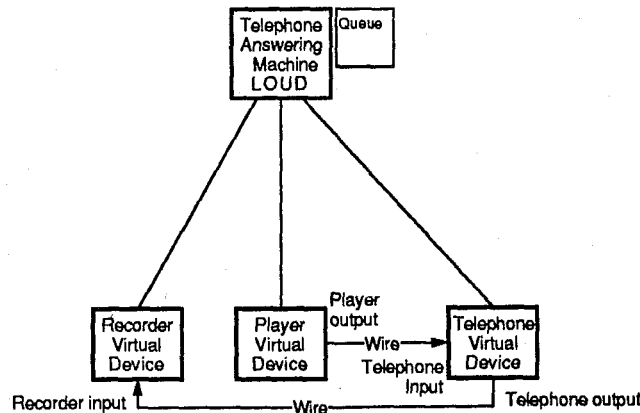 Telephone
Answering
Machine
LOUD
Queue
Recorder
Virtual
Device
Player
Virtual
Device
Player
output
Wire
Telephone
Input
Telephone
Virtual
Device
Recorder input
Wire
Telephone output